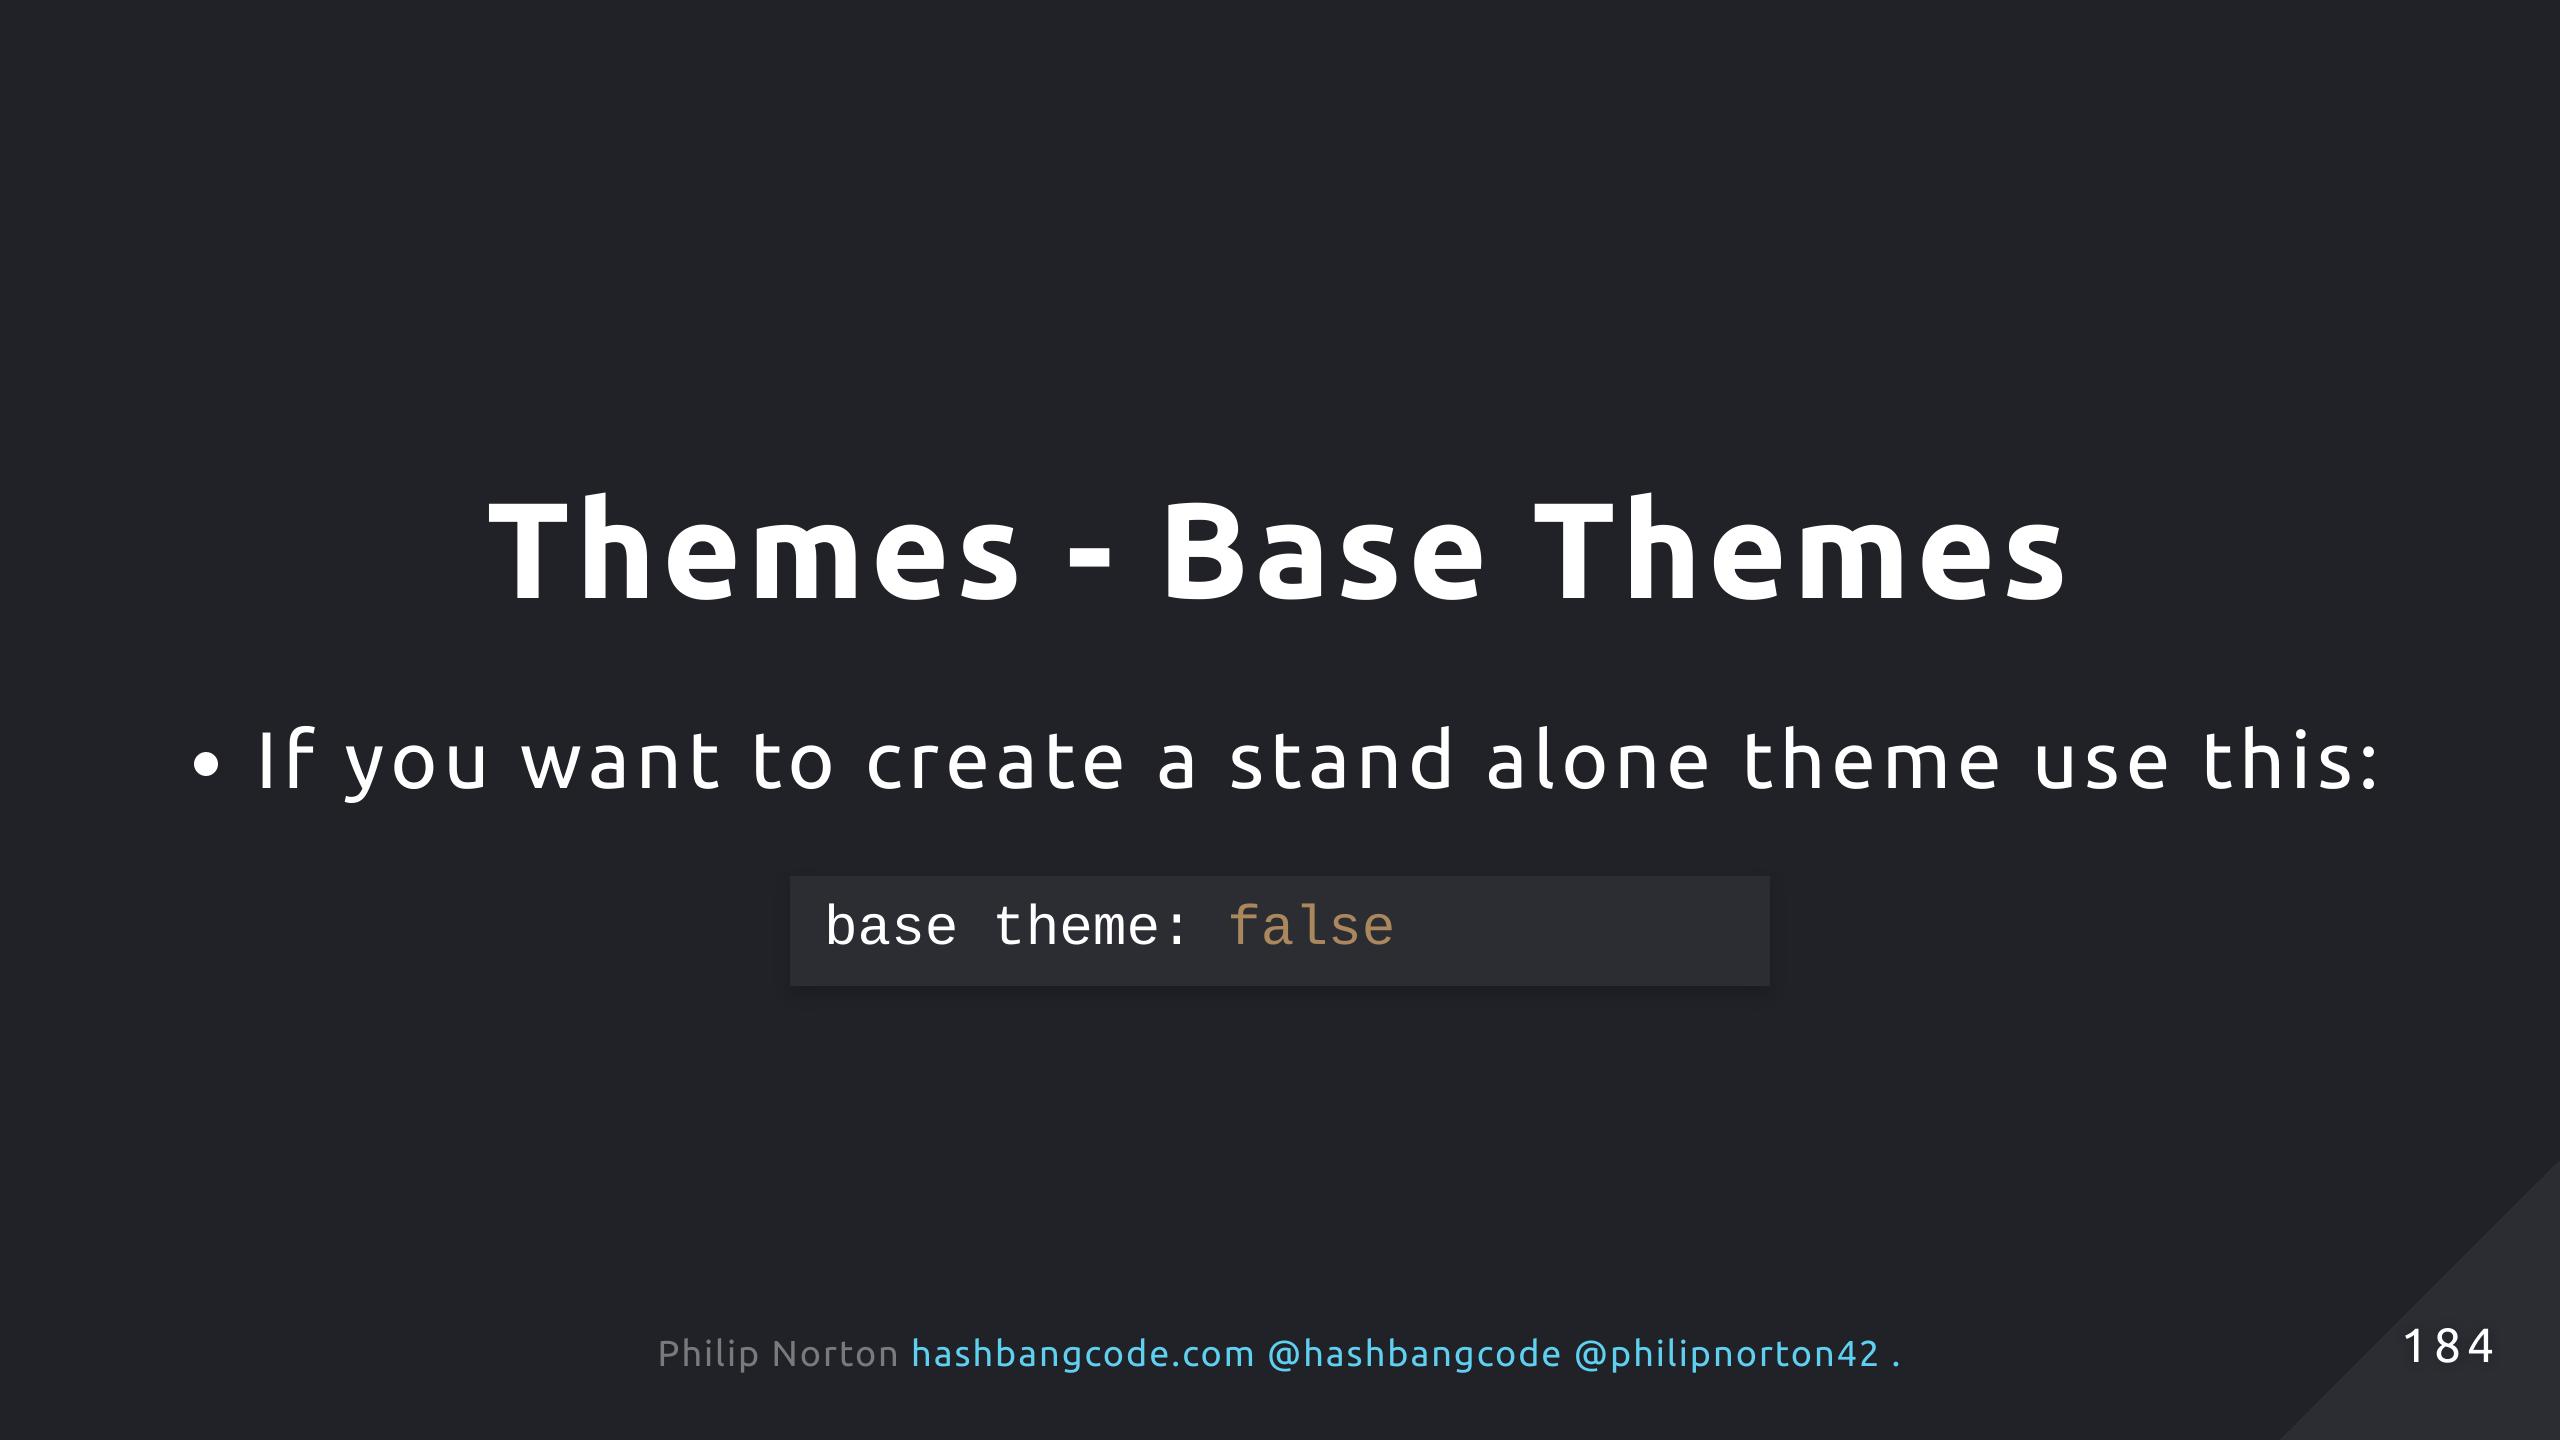 Themes - Base Themes
• If you want to create a stand alone theme use this:
base theme: false
Philip Norton hashbangcode.com @hashbangcode @philipnorton42 .
184